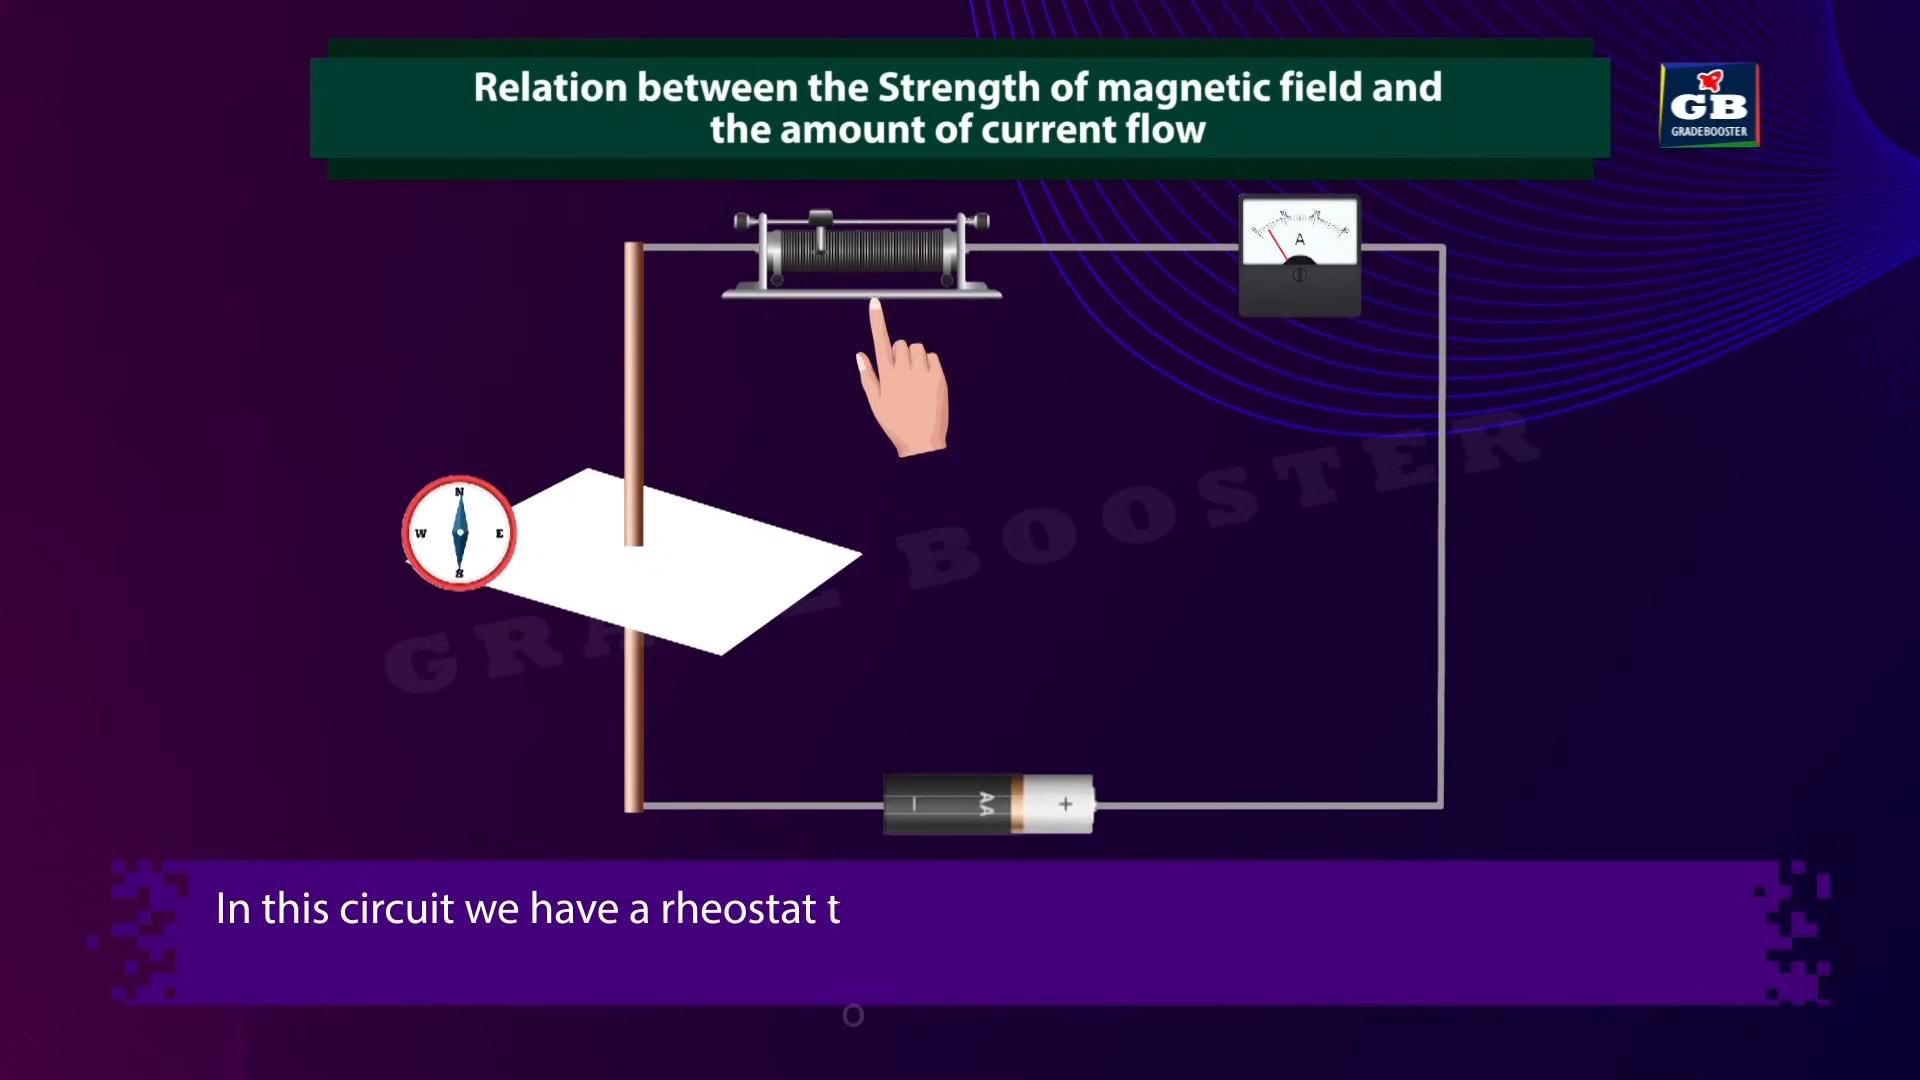 Relation between the Strength of magnetic field and
the amount of current flow
GB
GRADEBOOSTER
A
N
W
E
S
BOOSTER
- AA +
In this circuit we have a rheostat t
o